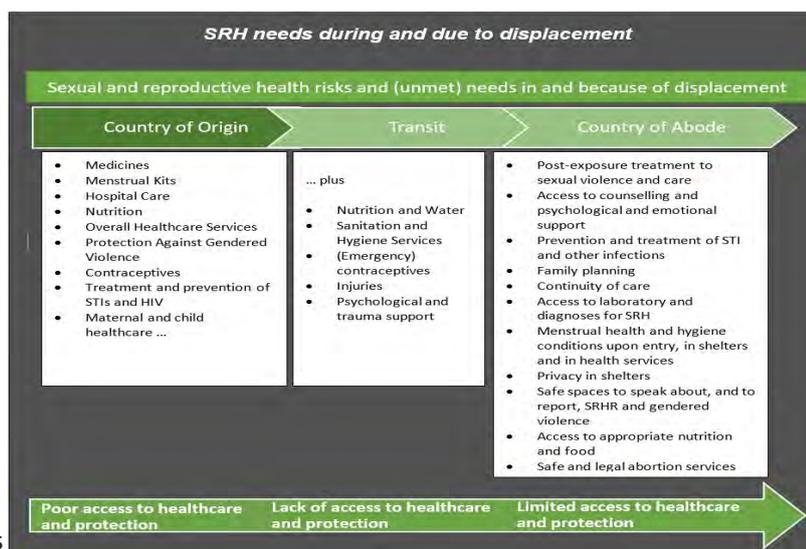 SRH needs during and due to displacement
Sexual and reproductive health risks and (unmet) needs in and because of displacement
Country of Origin
Transit
Country of Abode
• Medicines
• Menstrual Kits
• Hospital Care
• Nutrition
• Overall Healthcare Services
• Protection Against Gendered
Violence
• Contraceptives
• Treatment and prevention of
STIs and HIV
• Maternal and child
healthcare ...
... plus
• Nutrition and Water
• Sanitation and
Hygiene Services
• (Emergency)
contraceptives
• Injuries
• Psychological and
trauma support
• Post-exposure treatment to
sexual violence and care
• Access to counselling and
psychological and emotional
support
• Prevention and treatment of STI
and other infections
• Family planning
• Continuity of care
• Access to laboratory and
diagnoses for SRH
• Menstrual health and hygiene
conditions upon entry, in shelters
and in health services
• Privacy in shelters
• Safe spaces to speak about, and to
report, SRHR and gendered
violence
• Access to appropriate nutrition
and food
• Safe and legal abortion services
Poor access to healthcare
and protection
Lack of access to healthcare
and protection
Limited access to healthcare
and protection